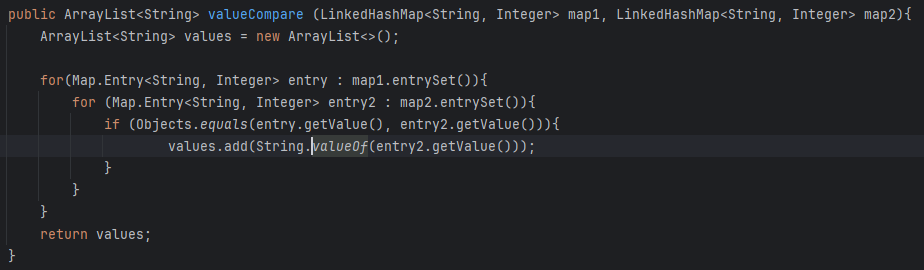 public ArrayList<String> valueCompare (LinkedHashMap<String, Integer> map1, LinkedHashMap<String, Integer> map2){
    ArrayList<String> values = new ArrayList<>();

    for(Map.Entry<String, Integer> entry : map1.entrySet()){
        for (Map.Entry<String, Integer> entry2 : map2.entrySet()){
            if (Objects.equals(entry.getValue(), entry2.getValue())){
                    values.add(String.valueOf(entry2.getValue()));
            }
        }
    }
    return values;
}